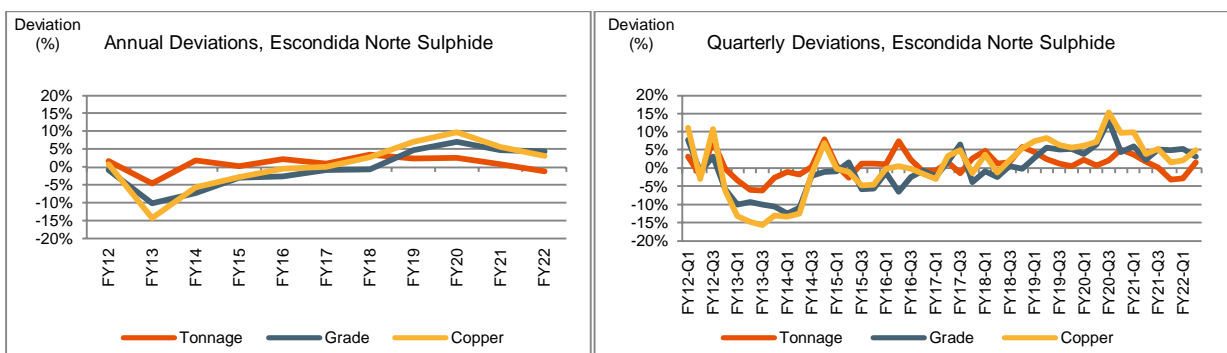 Deviation
(%)
Annual Deviations, Escondida Norte Sulphide
20%
15%
10%
5%
0%
-5%
-10%
-15%
-20%
FY12
FY13
FY14
FY15
FY16
FY17
FY18
FY19
FY20
FY21
FY22
Tonnage Grade Copper
Deviation
(%)
Quarterly Deviations, Escondida Norte Sulphide
20%
15%
10%
5%
0%
-5%
-10%
-15%
-20%
FY12-Q1
FY12-Q3
FY13-Q1
FY13-Q3
FY14-Q1
FY14-Q3
FY15-Q1
FY15-Q3
FY16-Q1
FY16-Q3
FY17-Q1
FY17-Q3
FY18-Q1
FY18-Q3
FY19-Q1
FY19-Q3
FY20-Q1
FY20-Q3
FY21-Q1
FY21-Q3
FY22-Q1
Tonnage Grade Copper